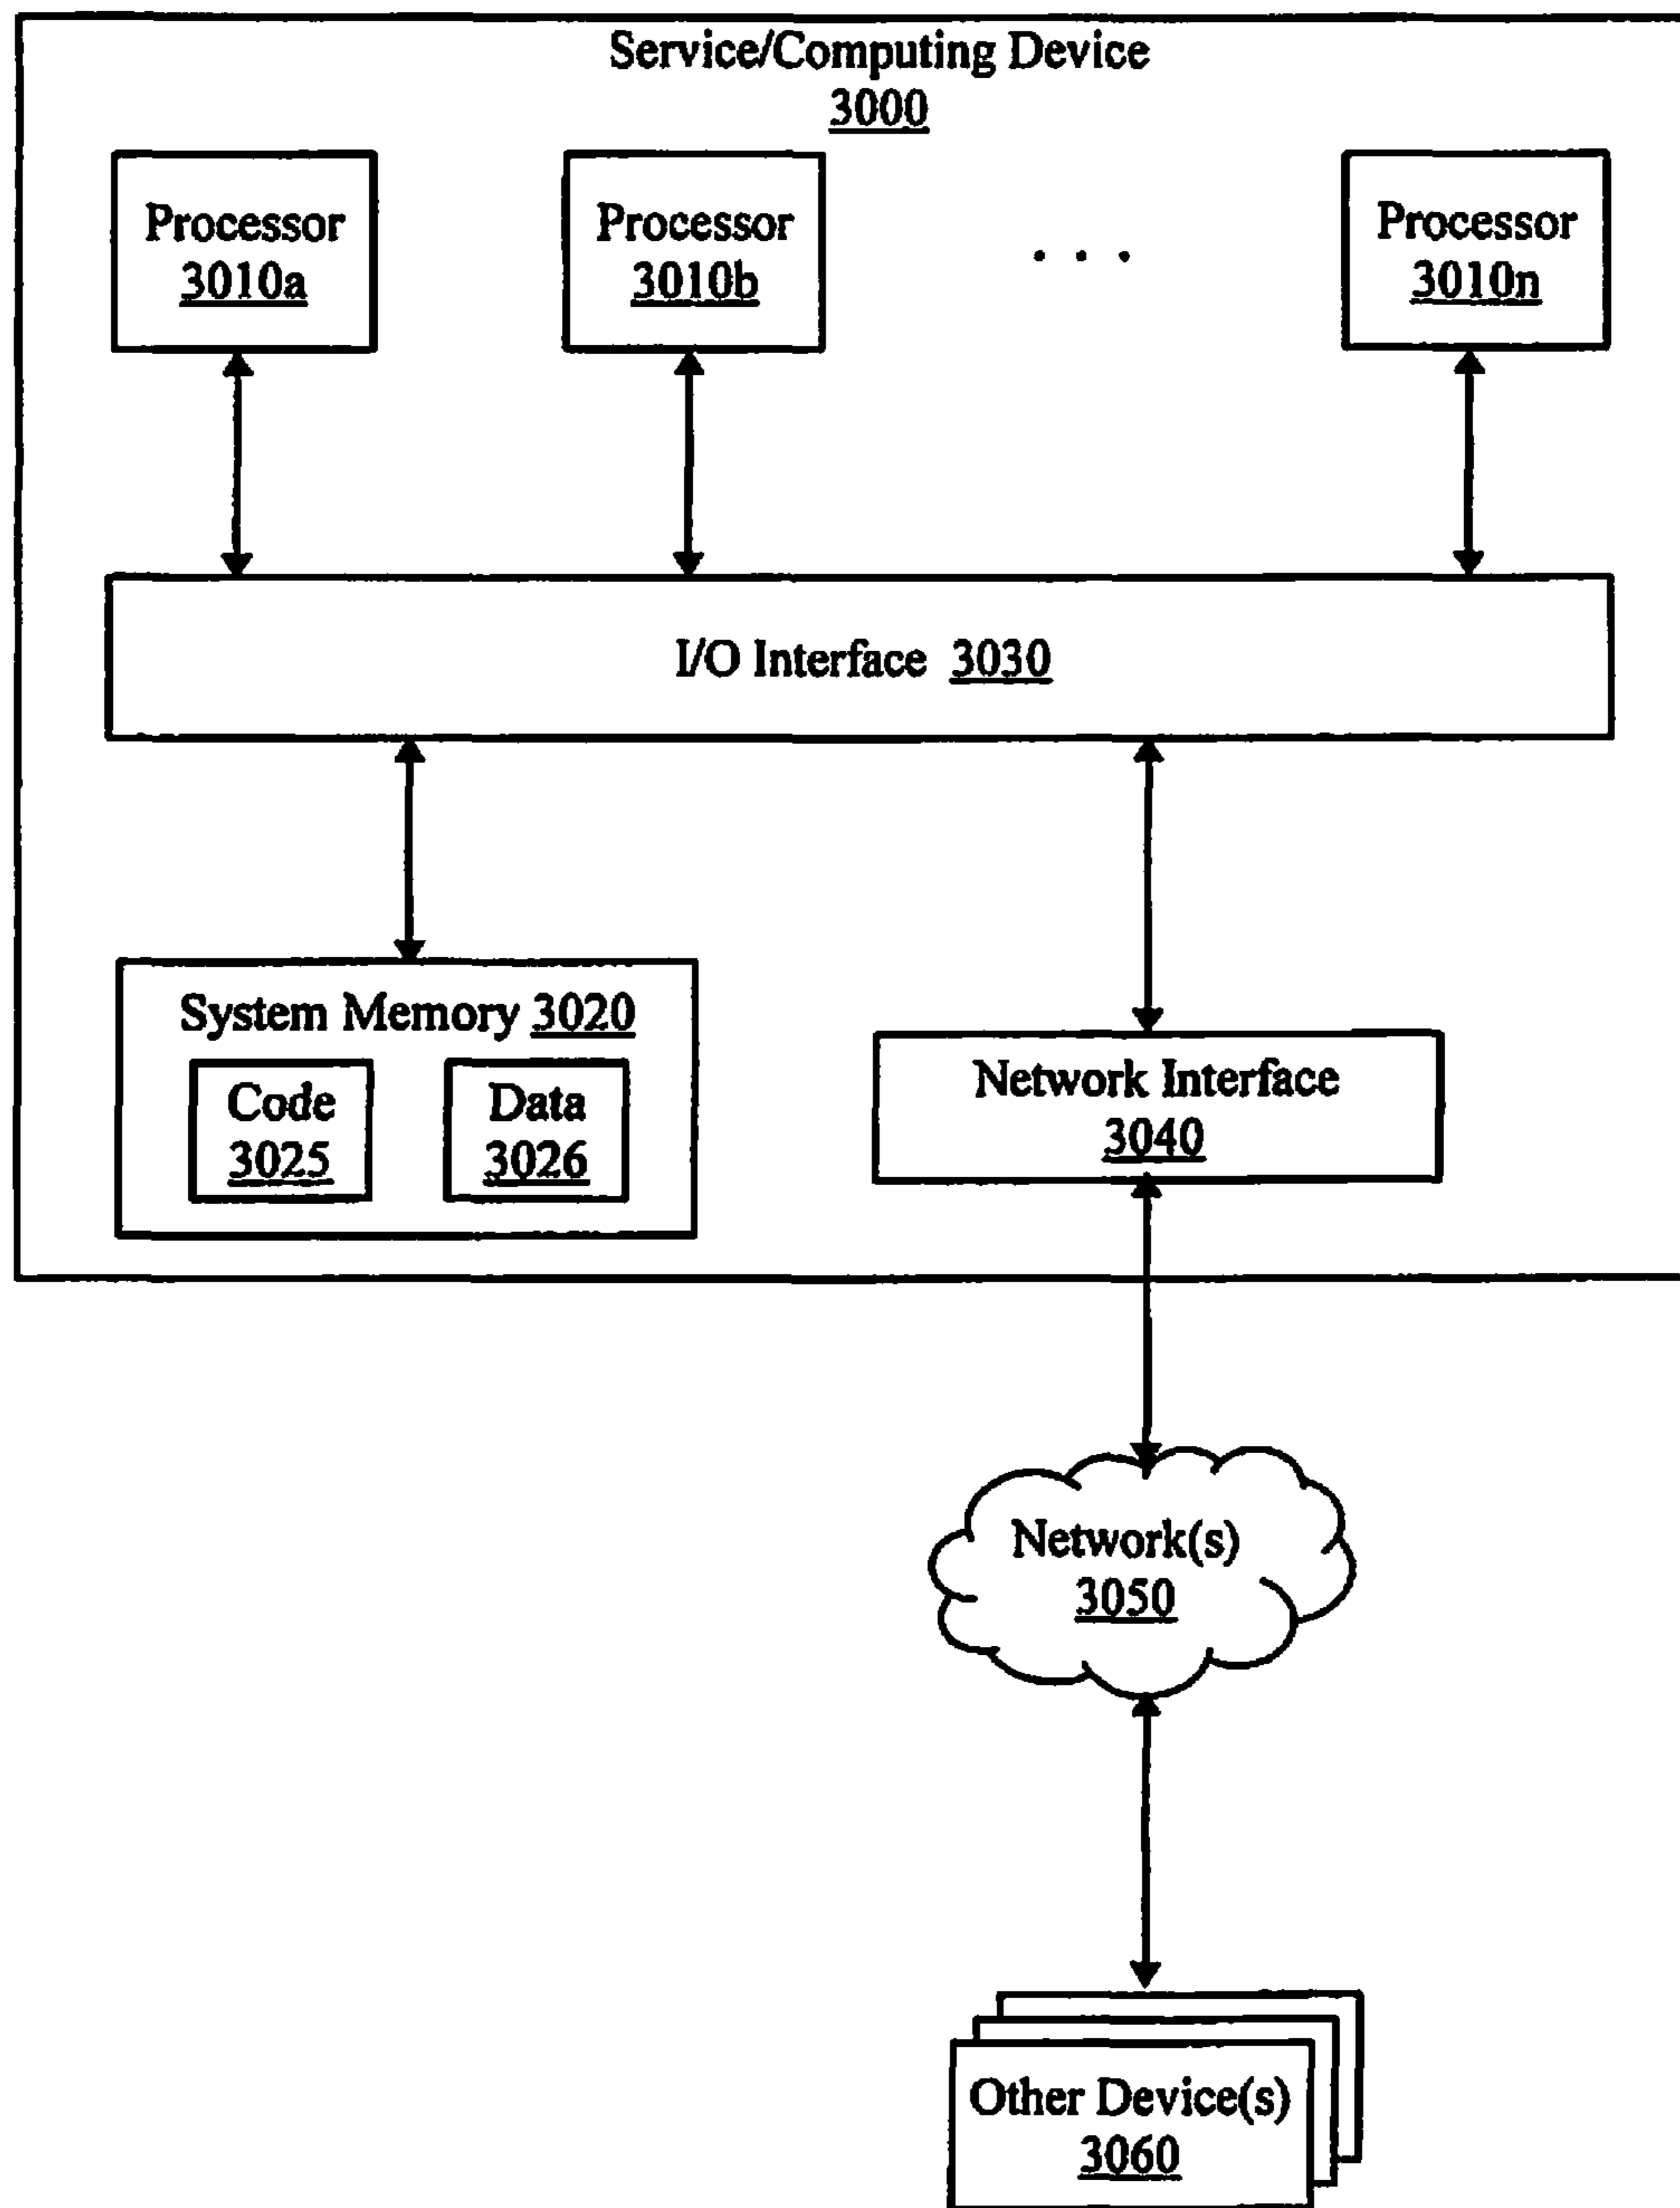 Service/Computing Device
3000
Processor
3010a
Processor
3010b
. . .
Processor
3010n
I/O Interface 3030
System Memory 3020
Code
3025
Data
3026
Network Interface
3040
Network(s)
3050
Other Device(s)
3060